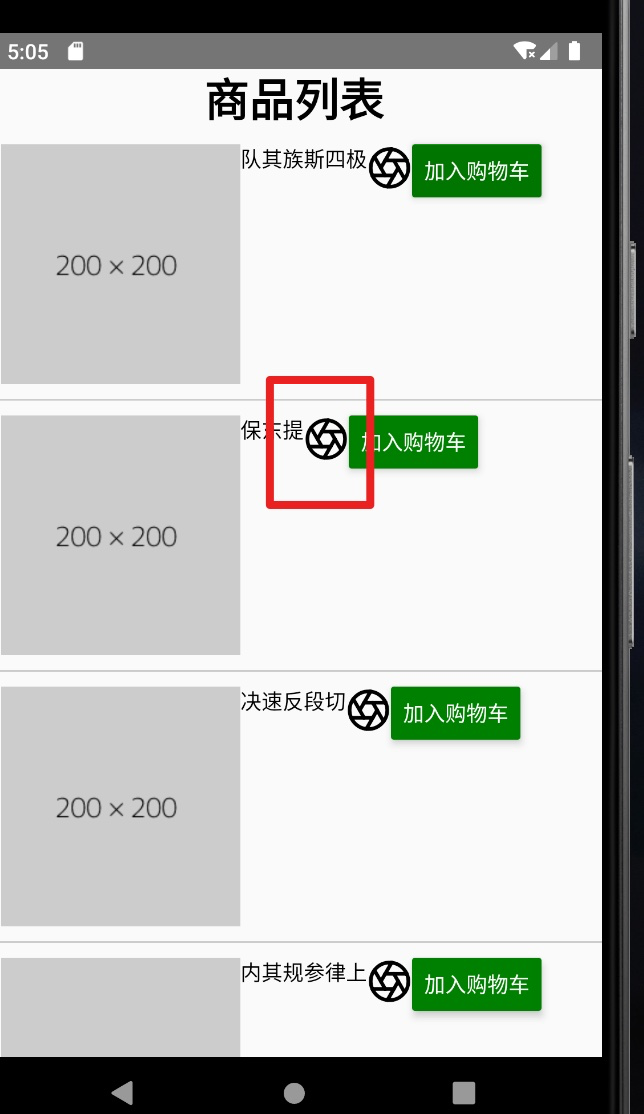 5:05
商品列表
队其族斯四极 加入购物车
200 × 200
保东提 加入购物车
200 × 200
决速反段切 加入购物车
200 × 200
内其规参律上 加入购物车